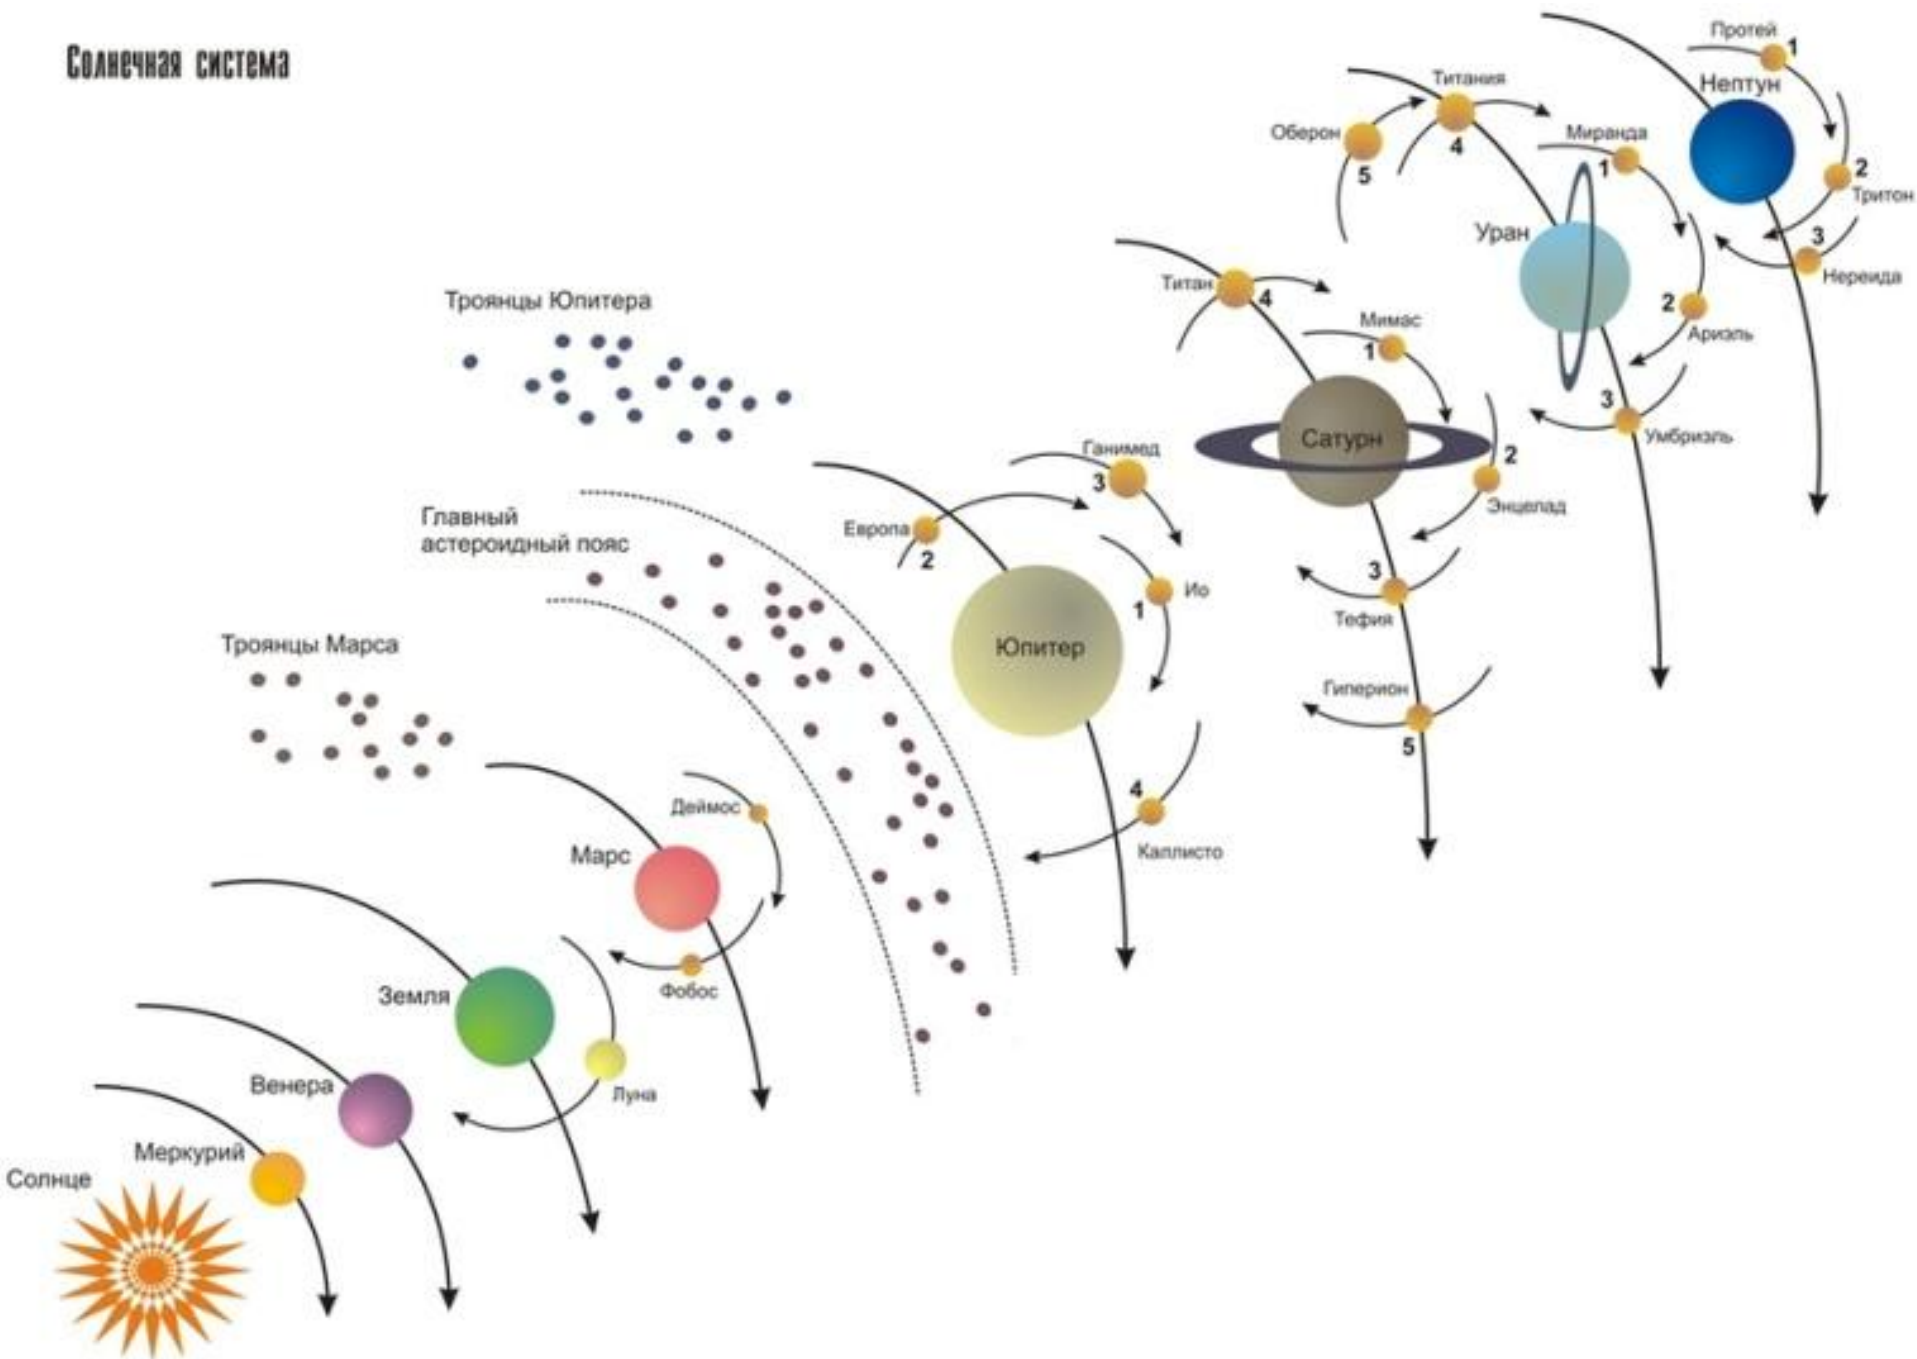 Солнечная система
Протей
1
Нептун
2
Тритон
3
Нереида
Титания
4
Оберон
5
Миранда
1
Уран
2
Ариэль
3
Умбриэль
Титан
4
Мимас
1
Сатурн
2
Энцелад
3
Тефия
Гиперион
5
Троянцы Юпитера
Ганимед
3
Европа
2
Ио
1
Юпитер
4
Каллисто
Главный
астероидный пояс
Троянцы Марса
Деймос
Марс
Фобос
Земля
Луна
Венера
Меркурий
Солнце